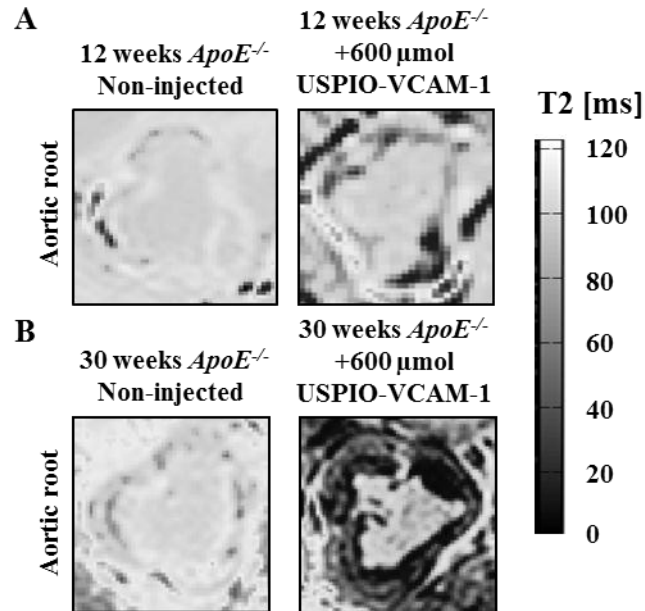 A
12 weeks ApoE-/-
Non-injected
12 weeks ApoE-/-
+600 µmol
USPIO-VCAM-1
Aortic root
B
30 weeks ApoE-/-
Non-injected
30 weeks ApoE-/-
+600 µmol
USPIO-VCAM-1
Aortic root
T2 [ms]
120
100
80
60
40
20
0